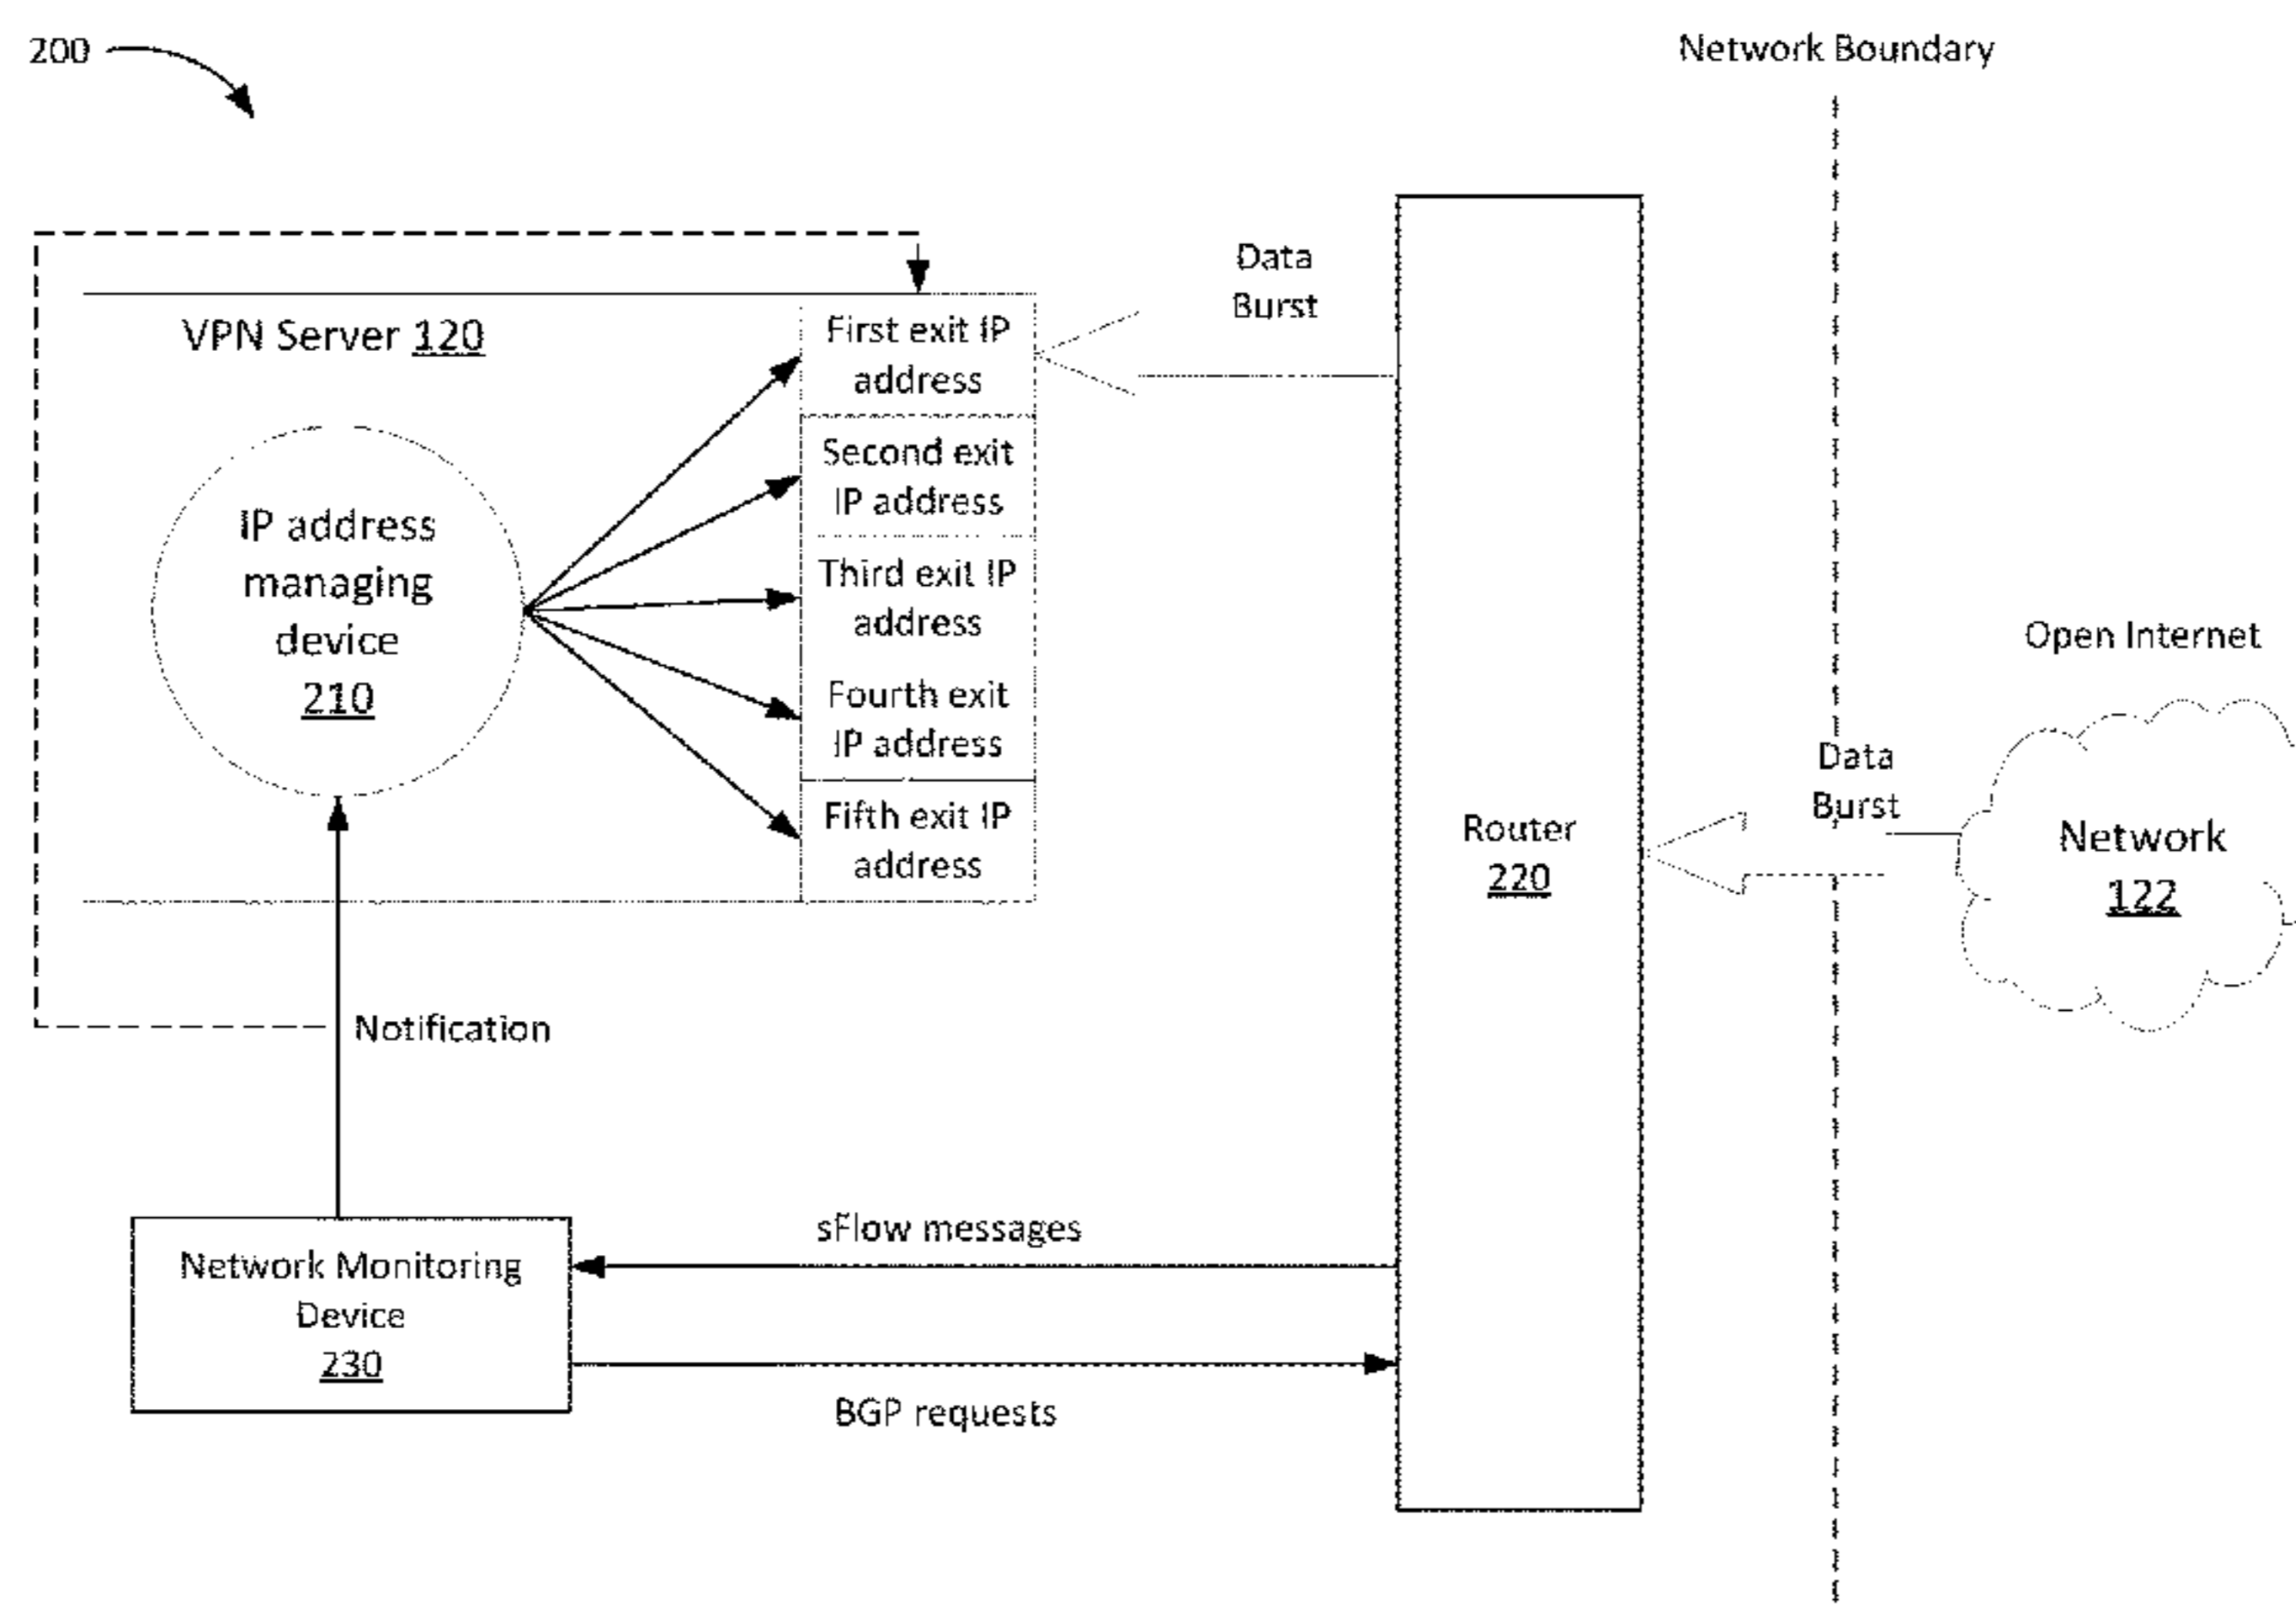 200
Network Boundary
Data
Burst
VPN Server 120
First exit IP
address
Second exit
IP address
Third exit IP
address
Fourth exit
IP address
Fifth exit IP
address
IP address
managing
device
210
Router
220
Open Internet
Data
Burst
Network
122
Notification
Network Monitoring
Device
230
sFlow messages
BGP requests